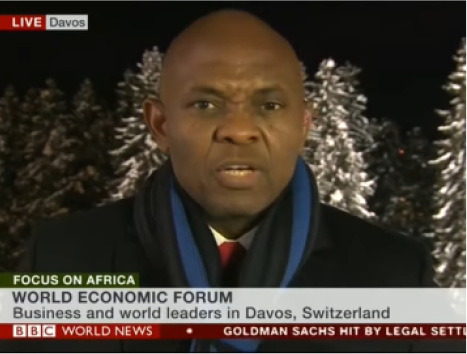 LIVE Davos
FOCUS ON AFRICA
WORLD ECONOMIC FORUM
Business and world leaders in Davos, Switzerland
BBC WORLD NEWS • GOLDMAN SACHS HIT BY LEGAL SETTL